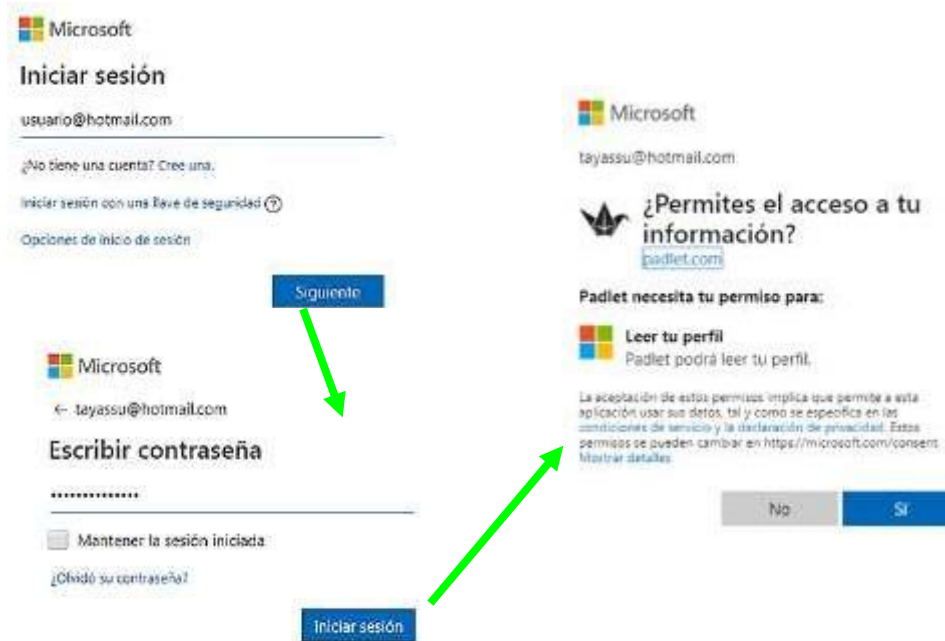 Microsoft
Iniciar sesión
usuario@hotmail.com
¿No tiene una cuenta? Cree una.
Iniciar sesión con una llave de seguridad
Opciones de inicio de sesión
Siguiente
Microsoft
← tayassu@hotmail.com
Escribir contraseña
••••••••••••••
Mantener la sesión iniciada
¿Olvidó su contraseña?
Iniciar sesión
Microsoft
tayassu@hotmail.com
¿Permites el acceso a tu
información?
padlet.com
Padlet necesita tu permiso para:
Leer tu perfil
Padlet podrá leer tu perfil.
La aceptación de estos permisos implica que permite a esta
aplicación usar sus datos, tal y como se especifica en las
condiciones de servicio y la declaración de privacidad. Estos
permisos se pueden cambiar en https://microsoft.com/consent.
Mostrar detalles
No
Sí